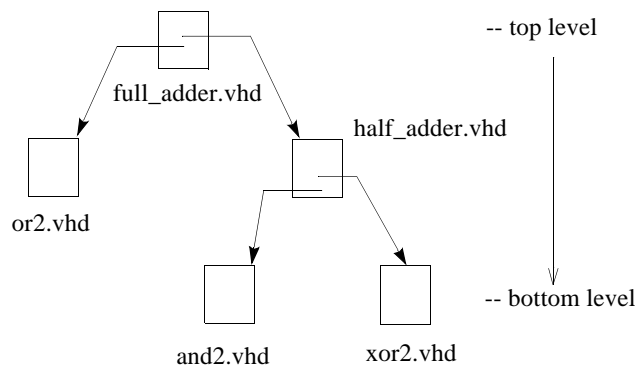 -- top level
full_adder.vhd
half_adder.vhd
or2.vhd
-- bottom level
and2.vhd
xor2.vhd